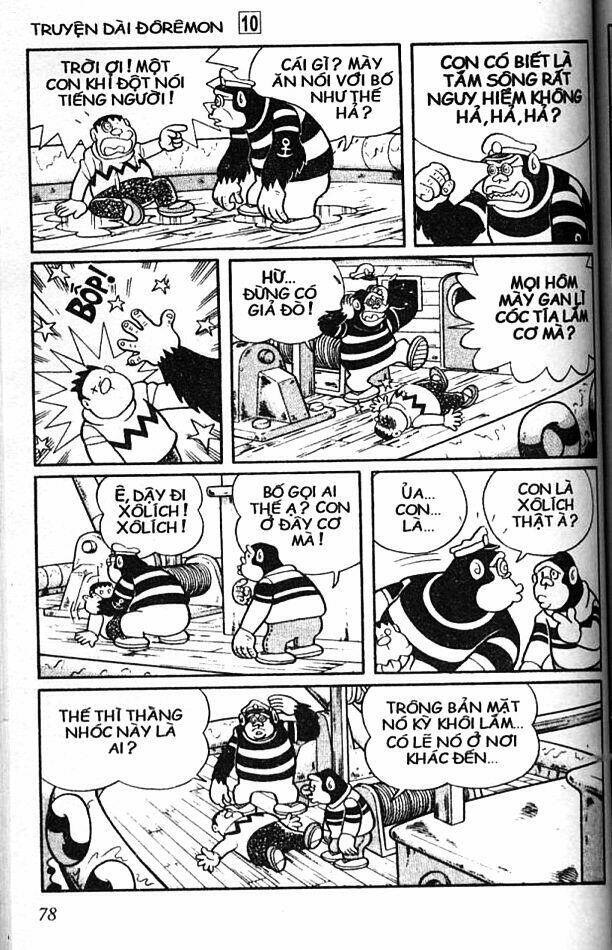 TRUYỆN DÀI ĐÔRÊMON 10
TRỜI ỢI! MỘT
CON KHỈ ĐỘT NÓI
TIẾNG NGƯỜI!
CÁI GÌ? MÀY
ĂN NÓI VỚI BỐ
NHƯ THẾ
HẢ?
CON CÓ BIẾT LÀ
TẮM SÔNG RẤT
NGUY HIỂM KHÔNG
HẢ, HẢ, HẢ?
BỐP!
HỪ...
ĐỪNG CÓ
GIẢ ĐÒ!
MỌI HÔM
MÀY GAN LÌ
CÓC TÍA LẮM
CƠ MÀ?
Ê, DẬY ĐI
XÔLÍCH!
XÔLÍCH!
BỐ GỌI AI
THẾ Ạ? CON
Ở ĐÂY CƠ
MÀ!
ỦA...
CON...
LÀ...
CON LÀ
XÔLÍCH
THẬT À?
THẾ THÌ THẰNG
NHÓC NÀY LÀ
AI?
TRÔNG BẢN MẶT
NÓ KỲ KHÔI LẮM...
CÓ LẼ NÓ Ở NƠI
KHÁC ĐẾN...
78